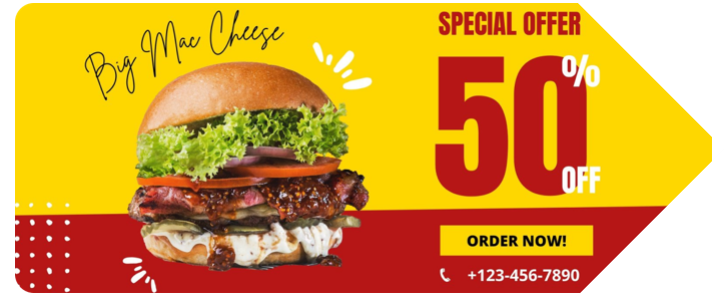 Big Mac Cheese
SPECIAL OFFER
50%
OFF
ORDER NOW!
+123-456-7890